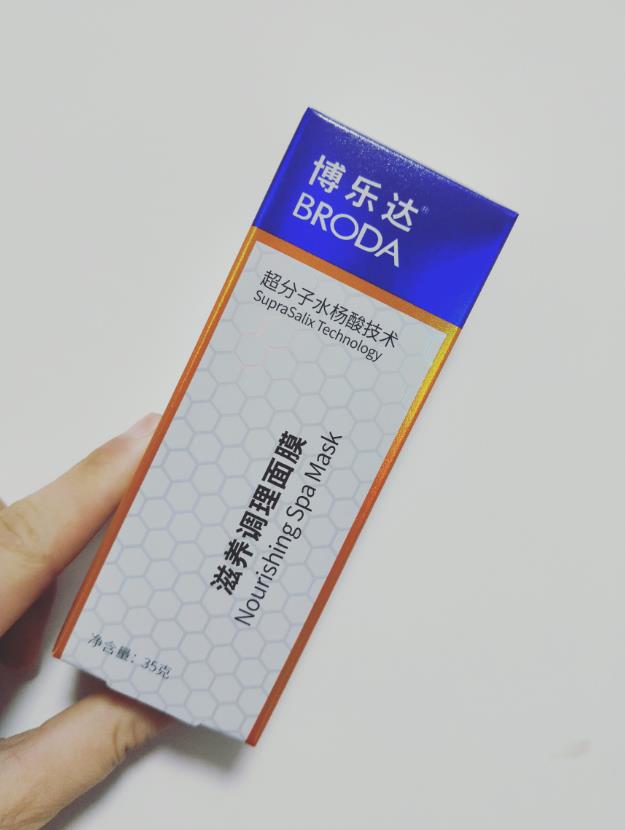 博乐达®
BRODA
超分子水杨酸技术
SupraSalix Technology
滋养调理面膜
Nourishing Spa Mask
净含量：35克